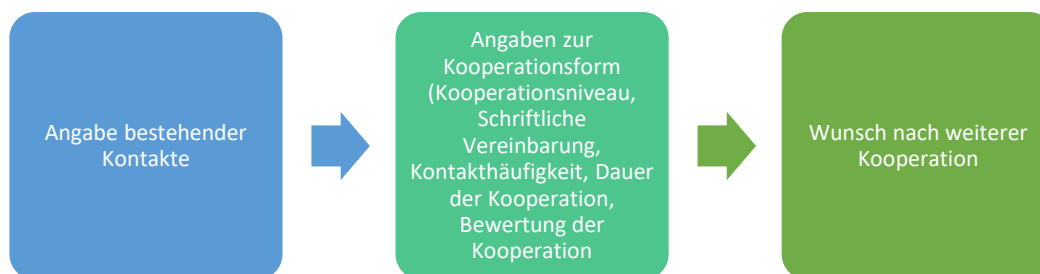 Angabe bestehender
Kontakte
Angaben zur
Kooperationsform
(Kooperationsniveau,
Schriftliche
Vereinbarung,
Kontakthäufigkeit, Dauer
der Kooperation,
Bewertung der
Kooperation
Wunsch nach weiterer
Kooperation